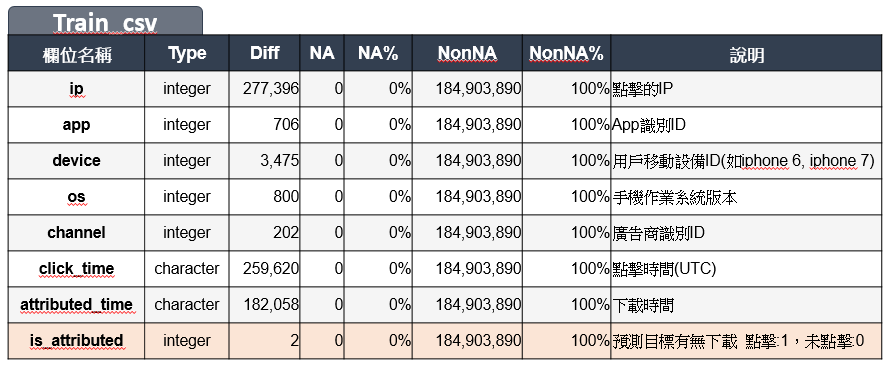 Train_csv
欄位名稱 Type Diff NA NA% NonNA NonNA% 說明
ip integer 277,396 0 0% 184,903,890 100% 點擊的IP
app integer 706 0 0% 184,903,890 100% App識別ID
device integer 3,475 0 0% 184,903,890 100% 用戶移動設備ID(如iphone 6, iphone 7)
os integer 800 0 0% 184,903,890 100% 手機作業系統版本
channel integer 202 0 0% 184,903,890 100% 廣告商識別ID
click_time character 259,620 0 0% 184,903,890 100% 點擊時間(UTC)
attributed_time character 182,058 0 0% 184,903,890 100% 下載時間
is_attributed integer 2 0 0% 184,903,890 100% 預測目標有無下載 點擊:1，未點擊:0